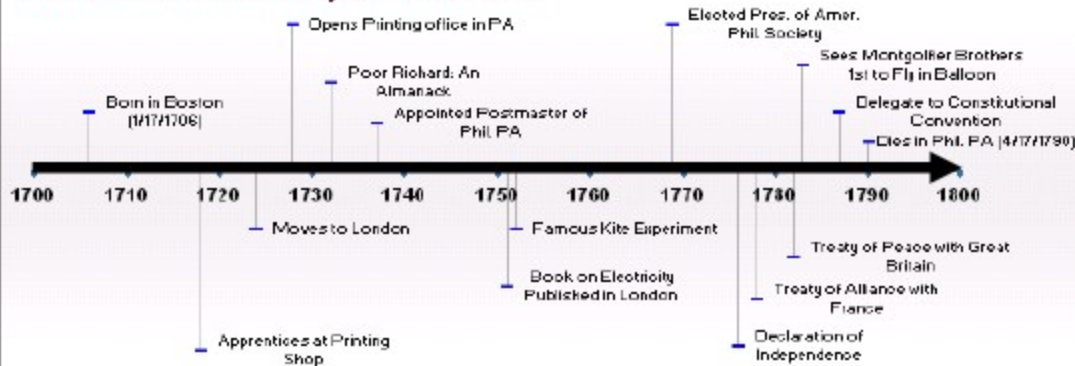 Opens Printing office in PA
Elected Pres. of Amer.
Phil Society
Poor Richard: An
Almanack
Sees Montgolfier Brothers
1st to Fly in Balloon
Born in Boston
(1/17/1706)
Appointed Postmaster of
Phil PA
Delegate to Constitutional
Convention
Dies in Phil. PA (4/17/1790)
1700 1710 1720 1730 1740 1750 1760 1770 1780 1790 1800
Moves to London
Famous Kite Experiment
Treaty of Peace with Great
Britain
Book on Electricity
Published in London
Treaty of Alliance with
France
Apprentices at Printing
Shop
Declaration of
Independence